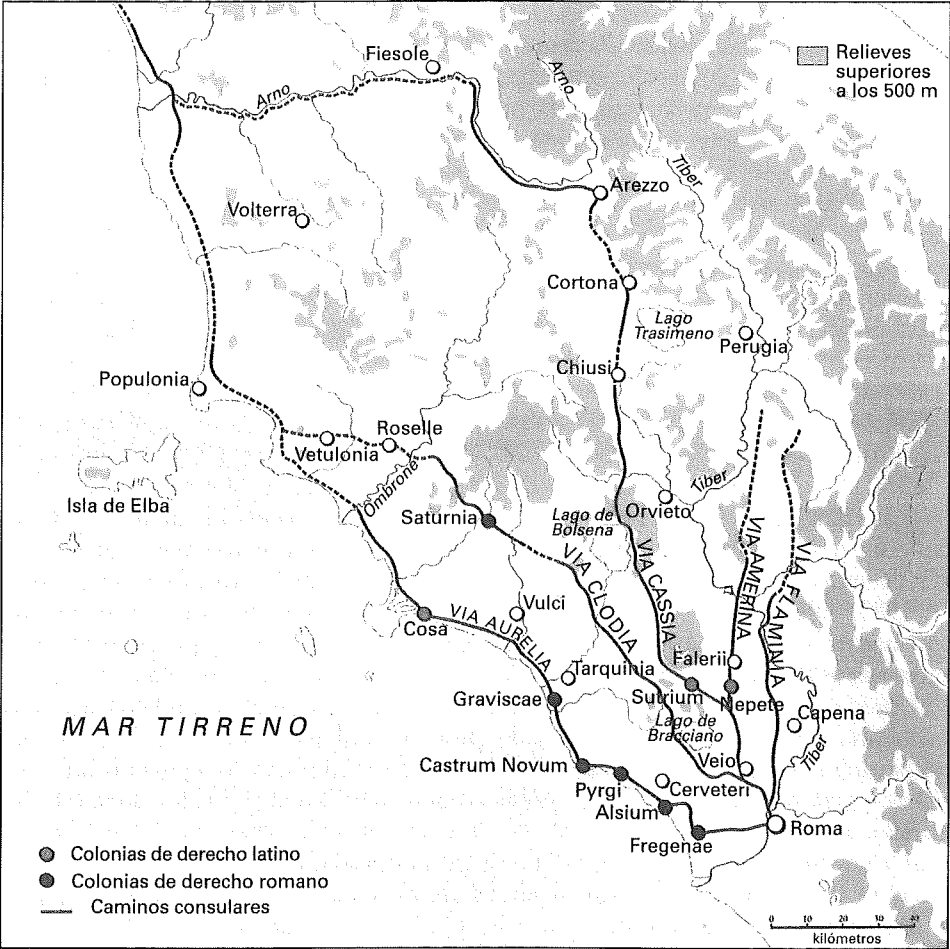 Fiesole
Arno
Arno
Relieves
superiores
a los 500 m
Tiber
Arezzo
Volterra
Cortona
Lago
Trasimeno
Perugia
Chiusi
Populonia
Roselle
Vetulonia
Isla de Elba
Ombrone
Saturnia
Lago de
Bolsena
Orvieto
Tiber
VIA CLODIA
VIA CASSIA
VIA AMERINA
VIA FLAMINIA
Cosa
VIA AURELIA
Vulci
Tarquinia
Falerii
Sutrium
Nepete
Graviscae
Capena
Lago de
Bracciano
MAR TIRRENO
Tiber
Castrum Novum
Veio
Pyrgi
Cerveteri
Alsium
Roma
Fregenae
Colonias de derecho latino
Colonias de derecho romano
Caminos consulares
0 10 20 30 40
kilómetros